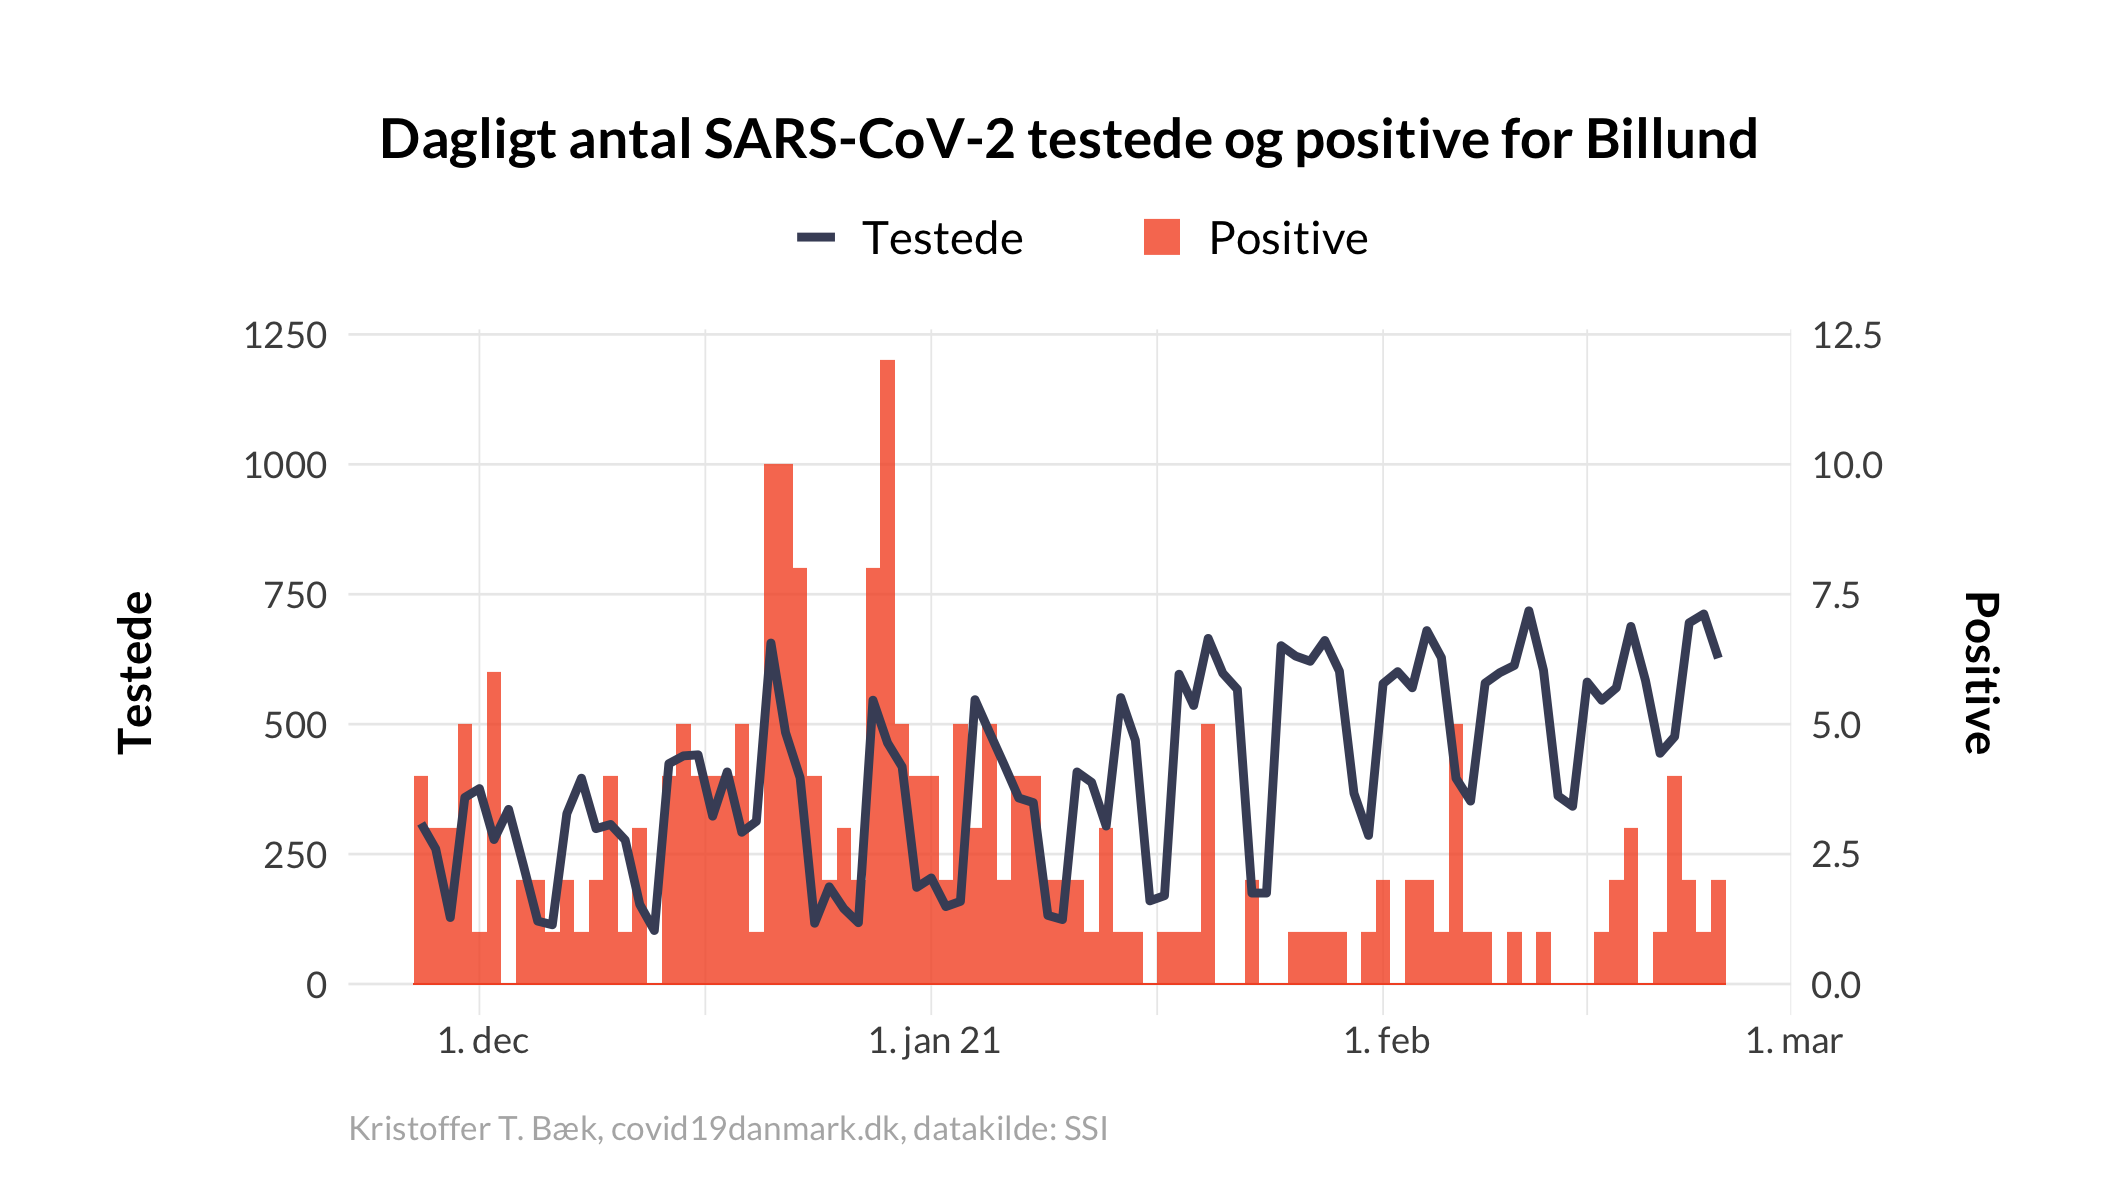 Dagligt antal SARS-CoV-2 testede og positive for Billund
Testede Positive
1250 12.5
1000 10.0
750 7.5
500 5.0
250 2.5
0 0.0
Testede
Positive
1. dec 1. jan 21 1. feb 1. mar
Kristoffer T. Bæk, covid19danmark.dk, datakilde: SSI